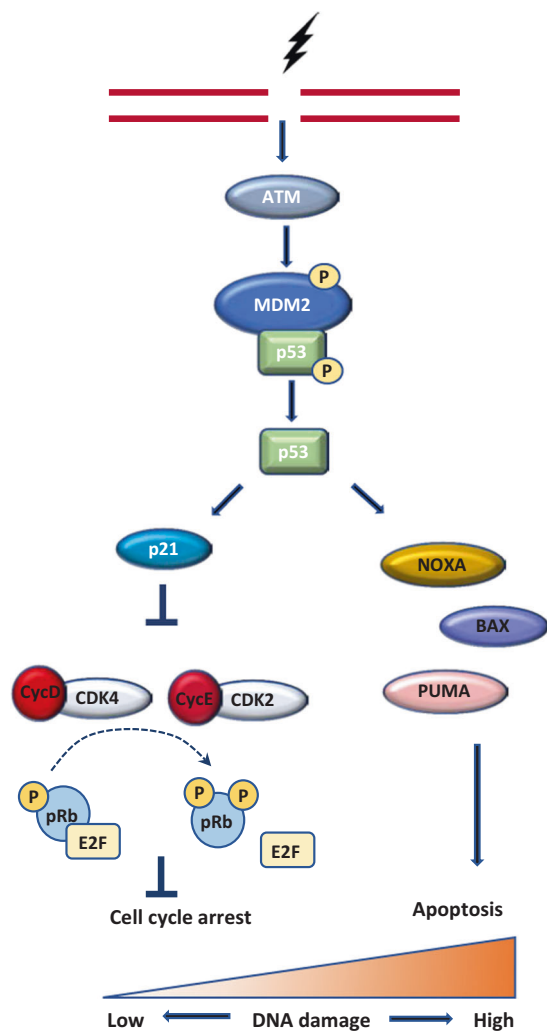 ATM
P
MDM2
p53
P
p53
p21
NOXA
BAX
CycD CDK4 CycE CDK2 PUMA
P P P
pRb pRb
E2F E2F
Cell cycle arrest Apoptosis
Low DNA damage High